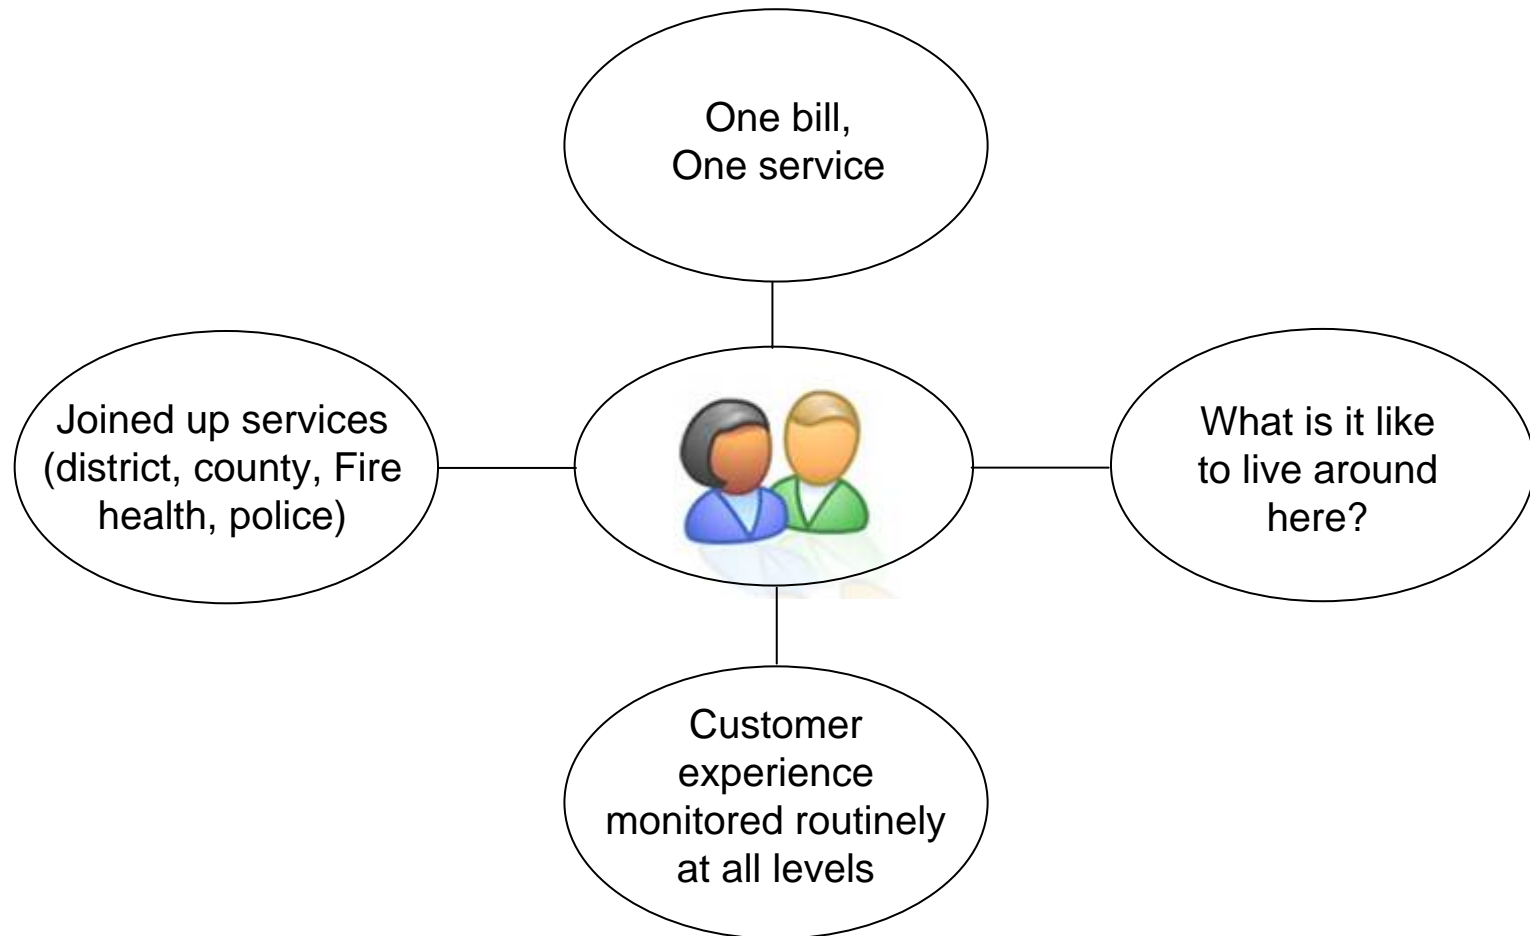 One bill,
One service
Joined up services
(district, county, Fire
health, police)
What is it like
to live around
here?
Customer
experience
monitored routinely
at all levels